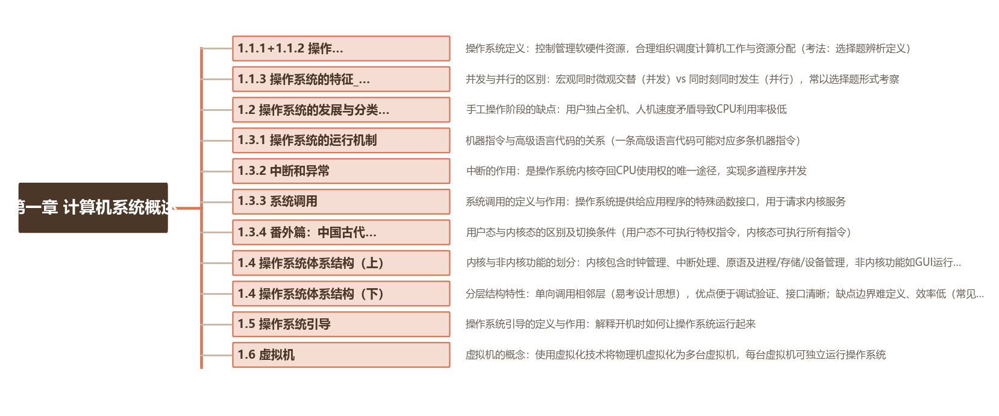 第一章 计算机系统概述
1.1.1+1.1.2 操作...
操作系统定义：控制管理软硬件资源，合理组织调度计算机工作与资源分配（考法：选择题辨析定义）
1.1.3 操作系统的特征_...
并发与并行的区别：宏观同时微观交替（并发）vs 同时刻同时发生（并行），常以选择题形式考察
1.2 操作系统的发展与分类...
手工操作阶段的缺点：用户独占全机、人机速度矛盾导致CPU利用率极低
1.3.1 操作系统的运行机制
机器指令与高级语言代码的关系（一条高级语言代码可能对应多条机器指令）
1.3.2 中断和异常
中断的作用：是操作系统内核夺回CPU使用权的唯一途径，实现多道程序并发
1.3.3 系统调用
系统调用的定义与作用：操作系统提供给应用程序的特殊函数接口，用于请求内核服务
1.3.4 番外篇：中国古代...
用户态与内核态的区别及切换条件（用户态不可执行特权指令，内核态可执行所有指令）
1.4 操作系统体系结构（上）
内核与非内核功能的划分：内核包含时钟管理、中断处理、原语及进程/存储/设备管理，非内核功能如GUI运行...
1.4 操作系统体系结构（下）
分层结构特性：单向调用相邻层（易考设计思想），优点便于调试验证、接口清晰；缺点边界难定义、效率低（常见...
1.5 操作系统引导
操作系统引导的定义与作用：解释开机时如何让操作系统运行起来
1.6 虚拟机
虚拟机的概念：使用虚拟化技术将物理机虚拟化为多台虚拟机，每台虚拟机可独立运行操作系统